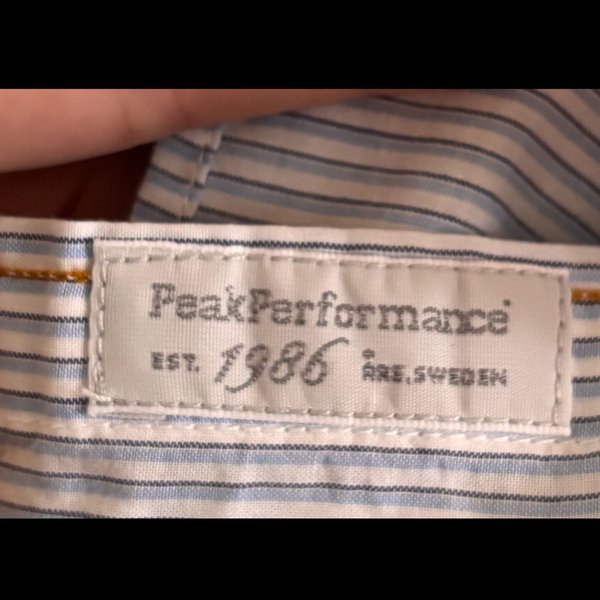 PeakPerformance
EST. 1986 ÅRE, SWEDEN